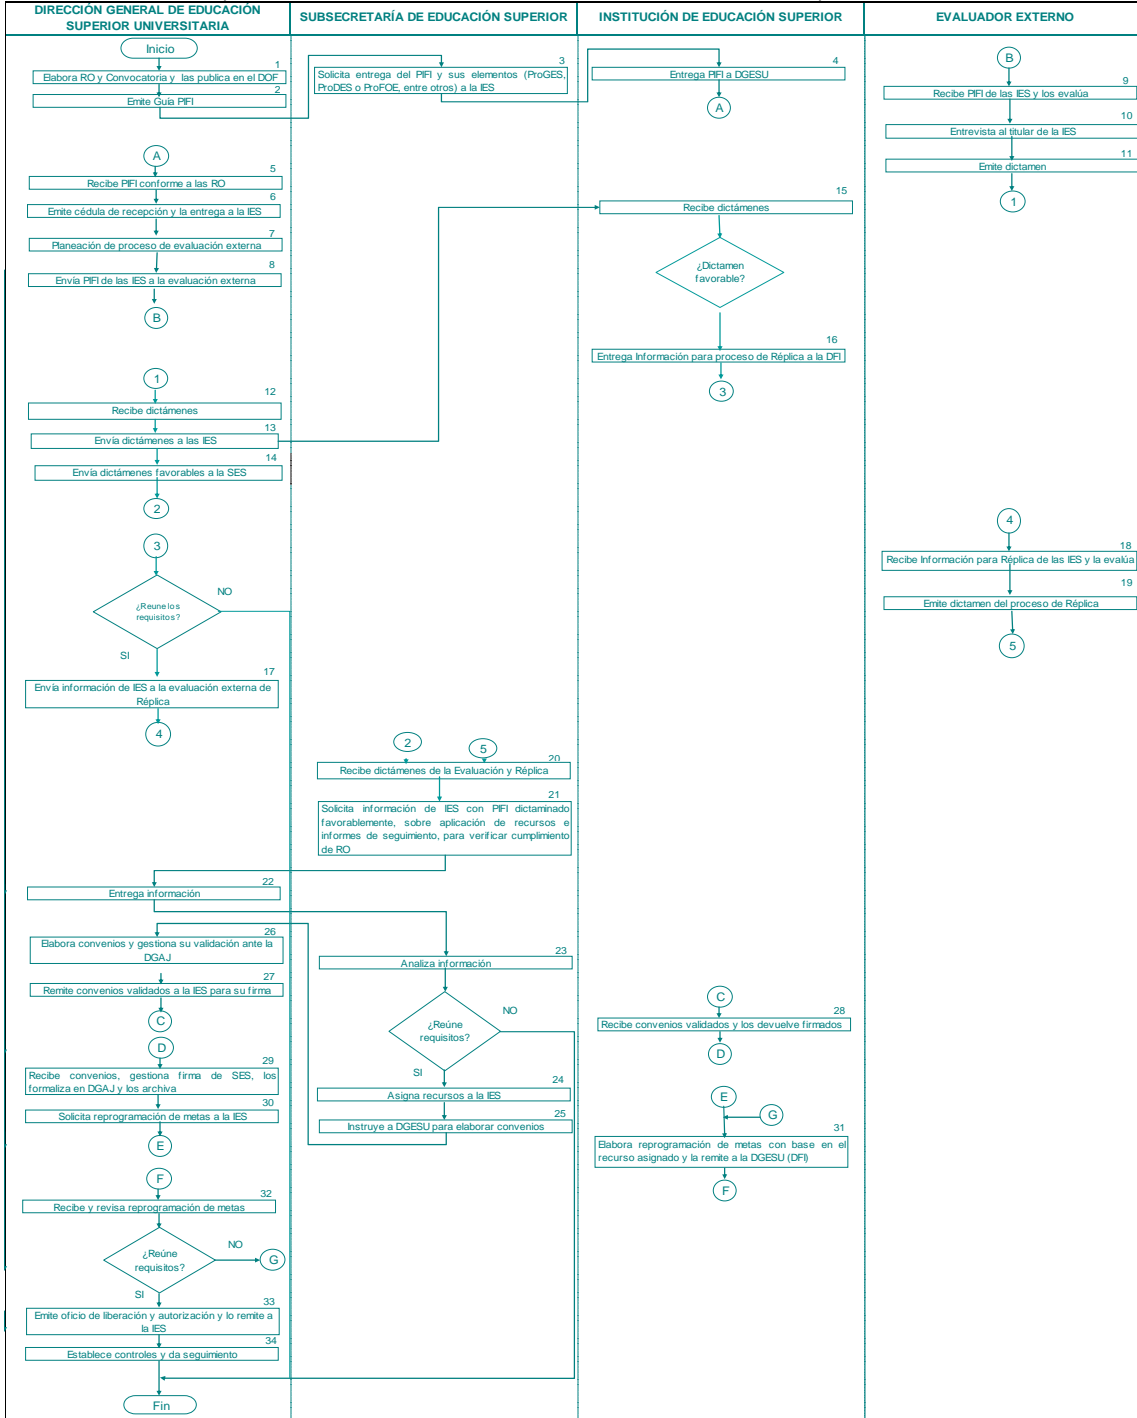 DIRECCIÓN GENERAL DE EDUCACIÓN
SUPERIOR UNIVERSITARIA
SUBSECRETARÍA DE EDUCACIÓN SUPERIOR
INSTITUCIÓN DE EDUCACIÓN SUPERIOR
EVALUADOR EXTERNO
Inicio
1
Elabora RO y Convocatoria y las publica en el DOF
2
Emite Guía PIFI
A
5
Recibe PIFI conforme a las RO
6
Emite cédula de recepción y la entrega a la IES
7
Planeación de proceso de evaluación externa
8
Envía PIFI de las IES a la evaluación externa
B
1
12
Recibe dictámenes
13
Envía dictámenes a las IES
14
Envía dictámenes favorables a la SES
2
3
NO
¿Reune los
requisitos?
SI
17
Envía información de IES a la evaluación externa de
Réplica
4
22
Entrega información
26
Elabora convenios y gestiona su validación ante la
DGAJ
27
Remite convenios validados a la IES para su firma
C
D
29
Recibe convenios, gestiona firma de SES, los
formaliza en DGAJ y los archiva
30
Solicita reprogramación de metas a la IES
E
F
32
Recibe y revisa reprogramación de metas
¿Reúne
requisitos?
NO
G
SI
33
Emite oficio de liberación y autorización y lo remite a
la IES
34
Establece controles y da seguimiento
Fin
3
Solicita entrega del PIFI y sus elementos (ProGES,
ProDES o ProFOE, entre otros) a la IES
2
5
20
Recibe dictámenes de la Evaluación y Réplica
21
Solicita información de IES con PIFI dictaminado
favorablemente, sobre aplicación de recursos e
informes de seguimiento, para verificar cumplimiento
de RO
23
Analiza información
NO
¿Reúne
requisitos?
SI
24
Asigna recursos a la IES
25
Instruye a DGESU para elaborar convenios
4
Entrega PIFI a DGESU
A
15
Recibe dictámenes
¿Dictamen
favorable?
16
Entrega Información para proceso de Réplica a la DFI
3
C
28
Recibe convenios validados y los devuelve firmados
D
E
G
31
Elabora reprogramación de metas con base en el
recurso asignado y la remite a la DGESU (DFI)
F
B
9
Recibe PIFI de las IES y los evalúa
10
Entrevista al titular de la IES
11
Emite dictamen
1
4
18
Recibe Información para Réplica de las IES y la evalúa
19
Emite dictamen del proceso de Réplica
5